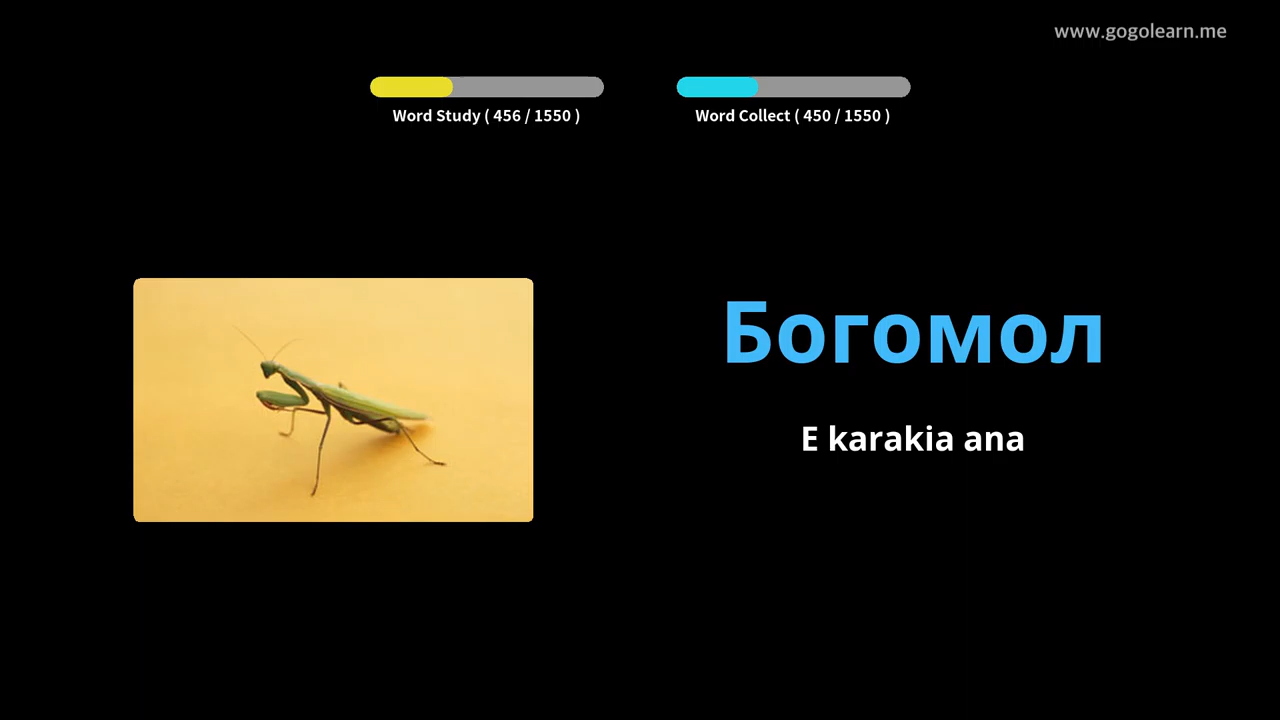 www.gogolearn.me
Word Study ( 456 / 1550 )
Word Collect ( 450 / 1550 )
Богомол
E karakia ana